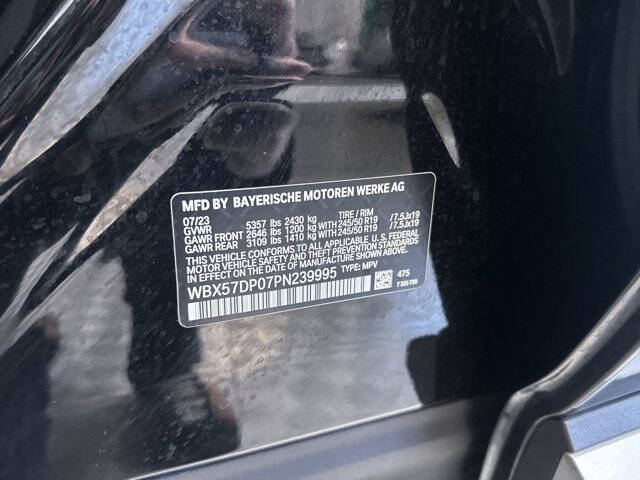 MFD BY BAYERISCHE MOTOREN WERKE AG
07/23
GVWR 5357 lbs 2430 kg TIRE / RIM
GAWR FRONT 2646 lbs 1200 kg WITH 245/50 R19 /7.5Jx19
GAWR REAR 3109 lbs 1410 kg WITH 245/50 R19 /7.5Jx19
THIS VEHICLE CONFORMS TO ALL APPLICABLE U.S. FEDERAL
MOTOR VEHICLE SAFETY AND THEFT PREVENTION STANDARDS
IN EFFECT ON THE DATE OF MANUFACTURE SHOWN ABOVE.
WBX57DP07PN239995 TYPE: MPV
475